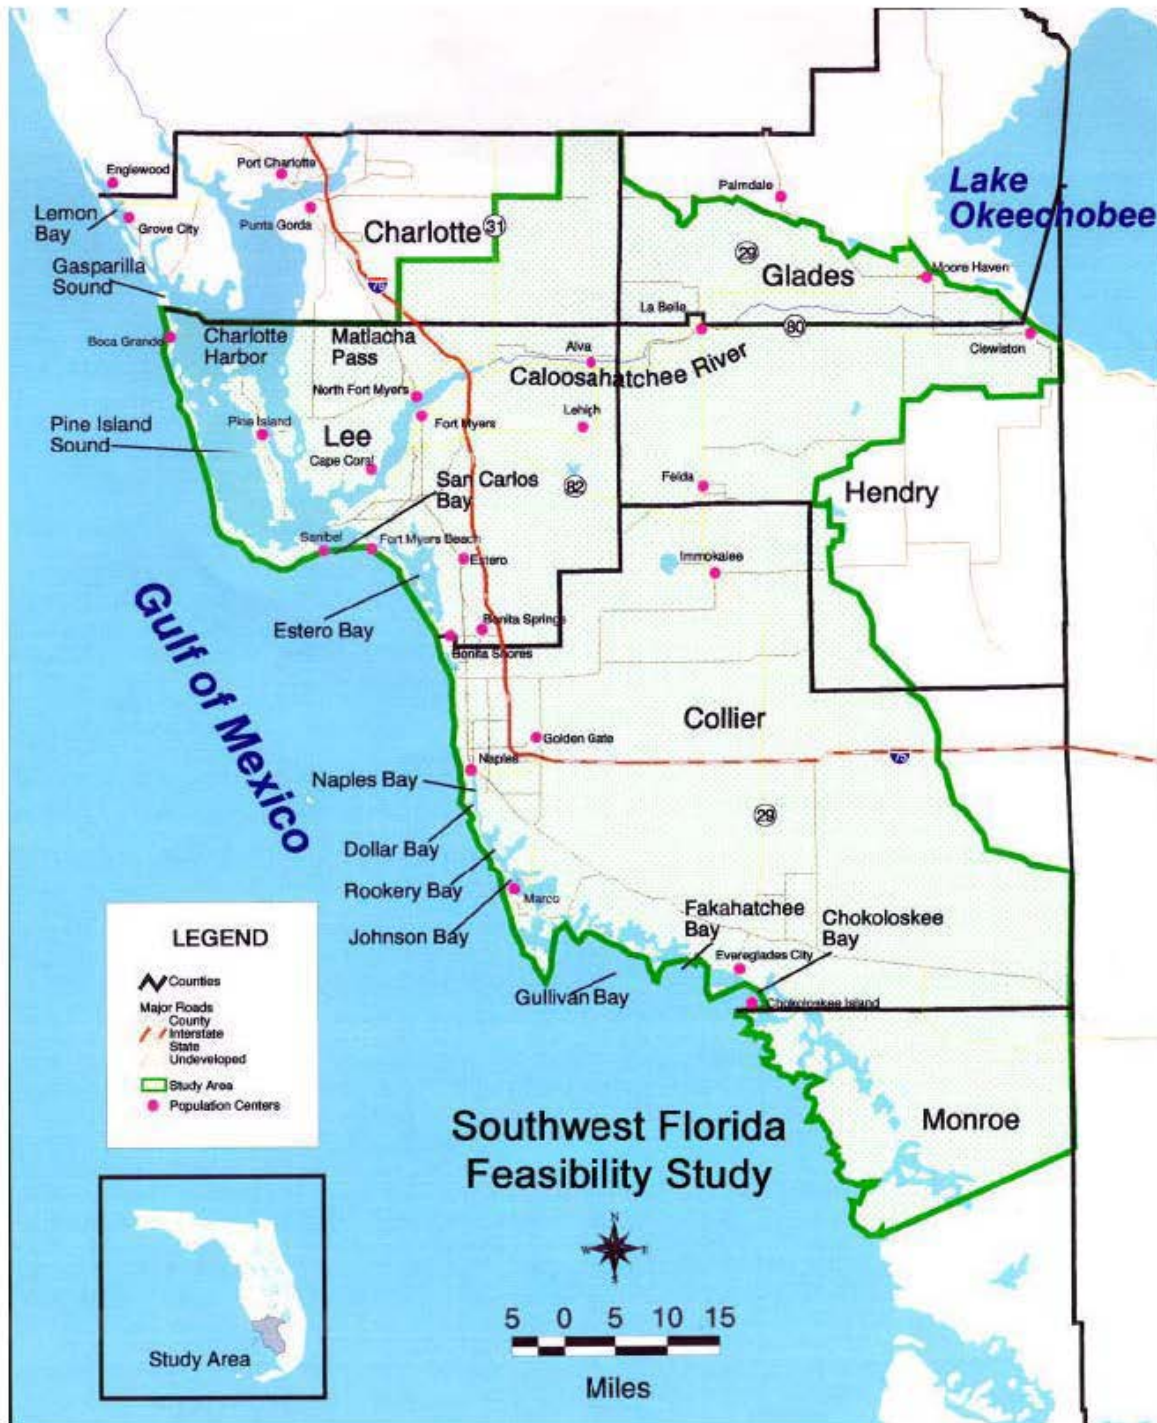 Englewood
Port Charlotte
Palmdale
Lake
Okeechobee
Lemon
Bay
Grove City
Punta Gorda
Charlotte
31
29
Glades
Moore Haven
Gasparilla
Sound
75
La Belle
80
Boca Grande
Charlotte
Harbor
Matlacha
Pass
Alva
Clewiston
Caloosahatchee River
North Fort Myers
Pine Island
Sound
Pine Island
Lee
Fort Myers
Lehigh
Cape Coral
San Carlos
Bay
82
Felda
Hendry
Sanibel
Fort Myers Beach
Estero
Immokalee
Gulf of Mexico
Estero Bay
Bonita Springs
Bonita Shores
Collier
Golden Gate
Naples
75
Naples Bay
29
Dollar Bay
Rookery Bay
Marco
Johnson Bay
Fakahatchee
Bay
Chokoloskee
Bay
Evereglades City
Gullivan Bay
Chokoloskee Island
Monroe
LEGEND
Counties
Major Roads
County
Interstate
State
Undeveloped
Study Area
Population Centers
Southwest Florida
Feasibility Study
N
W E
S
5 0 5 10 15
Miles
Study Area